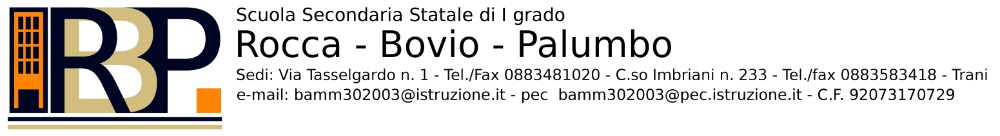 RBP
Scuola Secondaria Statale di I grado
Rocca - Bovio - Palumbo
Sedi: Via Tasselgardo n. 1 - Tel./Fax 0883481020 - C.so Imbriani n. 233 - Tel./fax 0883583418 - Trani
e-mail: bamm302003@istruzione.it - pec  bamm302003@pec.istruzione.it - C.F. 92073170729